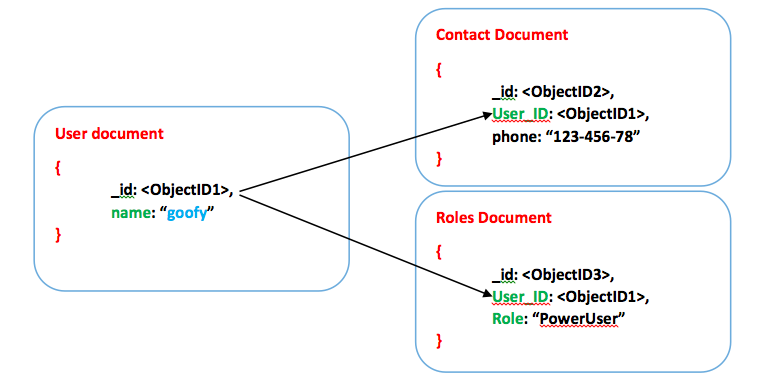 User document
{
_id: <ObjectID1>,
name: “goofy”
}
Contact Document
{
_id: <ObjectID2>,
User_ID: <ObjectID1>,
phone: “123-456-78”
}
Roles Document
{
_id: <ObjectID3>,
User_ID: <ObjectID1>,
Role: “PowerUser”
}